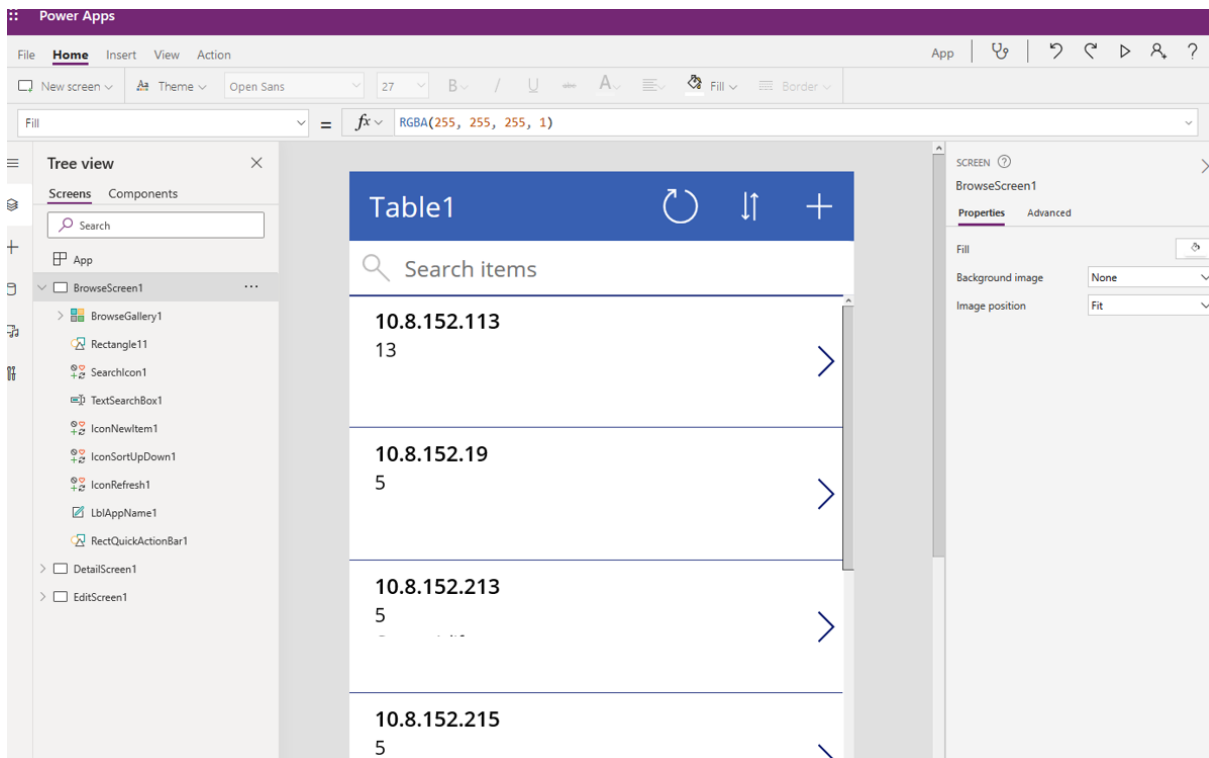 Power Apps
File Home Insert View Action App
New screen Theme Open Sans 27 B / U abc A Fill Border
Fill = fx RGBA(255, 255, 255, 1)
Tree view
Screens Components
Search
App
BrowseScreen1
BrowseGallery1
Rectangle11
SearchIcon1
TextSearchBox1
IconNewItem1
IconSortUpDown1
IconRefresh1
LblAppName1
RectQuickActionBar1
DetailScreen1
EditScreen1
Table1
Search items
10.8.152.113
13
10.8.152.19
5
10.8.152.213
5
10.8.152.215
5
SCREEN
BrowseScreen1
Properties Advanced
Fill
Background image None
Image position Fit